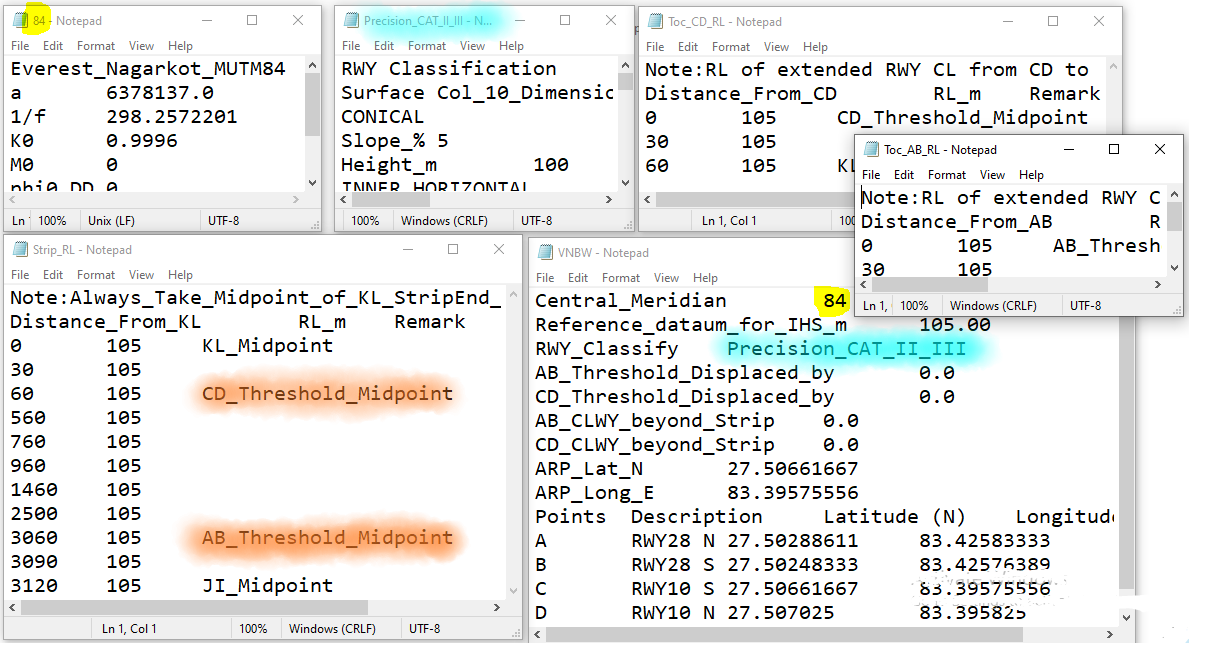 84 - Notepad
File Edit Format View Help
Everest_Nagarkot_MUTM84
a 6378137.0
1/f 298.2572201
K0 0.9996
M0 0
phi0_DD 0
Ln 100% Unix (LF) UTF-8
Precision_CAT_II_III - N...
File Edit Format View Help
RWY Classification
Surface Col_10_Dimensic
CONICAL
Slope_% 5
Height_m 100
INNER HORIZONTAL
100% Windows (CRLF) UTF-8
Toc_CD_RL - Notepad
File Edit Format View Help
Note:RL of extended RWY CL from CD to
Distance_From_CD RL_m Remark
0 105 CD_Threshold_Midpoint
30 105
60 105 KL
Ln 1, Col 1 100
Toc_AB_RL - Notepad
File Edit Format View Help
Note:RL of extended RWY C
Distance_From_AB R
0 105 AB_Thresh
30 105
Ln 1, 100% Windows (CRLF) UTF-8
Strip_RL - Notepad
File Edit Format View Help
Note:Always_Take_Midpoint_of_KL_StripEnd_
Distance_From_KL RL_m Remark
0 105 KL_Midpoint
30 105
60 105 CD_Threshold_Midpoint
560 105
760 105
960 105
1460 105
2500 105
3060 105 AB_Threshold_Midpoint
3090 105
3120 105 JI_Midpoint
Ln 1, Col 1 100% Windows (CRLF) UTF-8
VNBW - Notepad
File Edit Format View Help
Central_Meridian 84
Reference_dataum_for_IHS_m 105.00
RWY_Classify Precision_CAT_II_III
AB_Threshold_Displaced_by 0.0
CD_Threshold_Displaced_by 0.0
AB_CLWY_beyond_Strip 0.0
CD_CLWY_beyond_Strip 0.0
ARP_Lat_N 27.50661667
ARP_Long_E 83.39575556
Points Description Latitude (N) Longitude
A RWY28 N 27.50288611 83.42583333
B RWY28 S 27.50248333 83.42576389
C RWY10 S 27.50661667 83.39575556
D RWY10 N 27.507025 83.395825